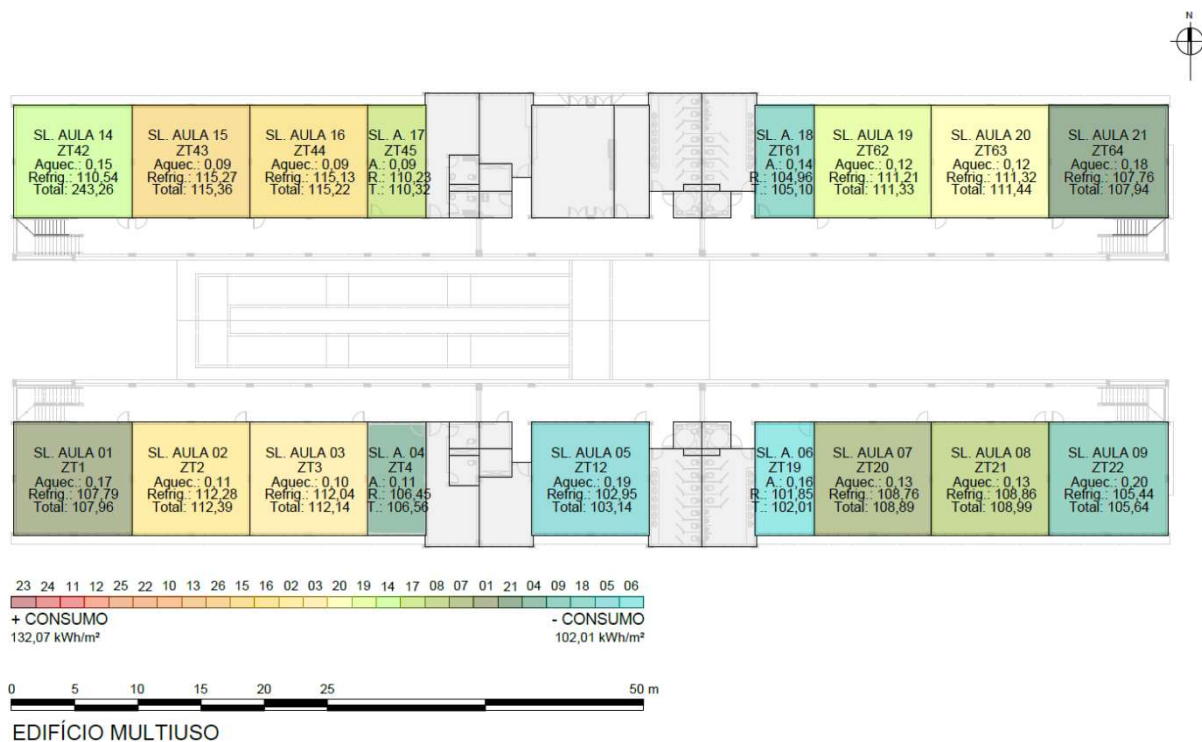 N
SL. AULA 14
ZT42
Aquec.: 0,15
Refrig.: 110,54
Total: 243,26
SL. AULA 15
ZT43
Aquec.: 0,09
Refrig.: 115,27
Total: 115,36
SL. AULA 16
ZT44
Aquec.: 0,09
Refrig.: 115,13
Total: 115,22
SL. A. 17
ZT45
A.: 0,09
R.: 110,23
T.: 110,32
SL. A. 18
ZT61
A.: 0,14
R.: 104,96
T.: 105,10
SL. AULA 19
ZT62
Aquec.: 0,12
Refrig.: 111,21
Total: 111,33
SL. AULA 20
ZT63
Aquec.: 0,12
Refrig.: 111,32
Total: 111,44
SL. AULA 21
ZT64
Aquec.: 0,18
Refrig.: 107,76
Total: 107,94
SL. AULA 01
ZT1
Aquec.: 0,17
Refrig.: 107,79
Total: 107,96
SL. AULA 02
ZT2
Aquec.: 0,11
Refrig.: 112,28
Total: 112,39
SL. AULA 03
ZT3
Aquec.: 0,10
Refrig.: 112,04
Total: 112,14
SL. A. 04
ZT4
A.: 0,11
R.: 106,45
T.: 106,56
SL. AULA 05
ZT12
Aquec.: 0,19
Refrig.: 102,95
Total: 103,14
SL. A. 06
ZT19
A.: 0,16
R.: 101,85
T.: 102,01
SL. AULA 07
ZT20
Aquec.: 0,13
Refrig.: 108,76
Total: 108,89
SL. AULA 08
ZT21
Aquec.: 0,13
Refrig.: 108,86
Total: 108,99
SL. AULA 09
ZT22
Aquec.: 0,20
Refrig.: 105,44
Total: 105,64
23 24 11 12 25 22 10 13 26 15 16 02 03 20 19 14 17 08 07 01 21 04 09 18 05 06
+ CONSUMO - CONSUMO
132,07 kWh/m² 102,01 kWh/m²
0 5 10 15 20 25 50 m
EDIFÍCIO MULTIUSO